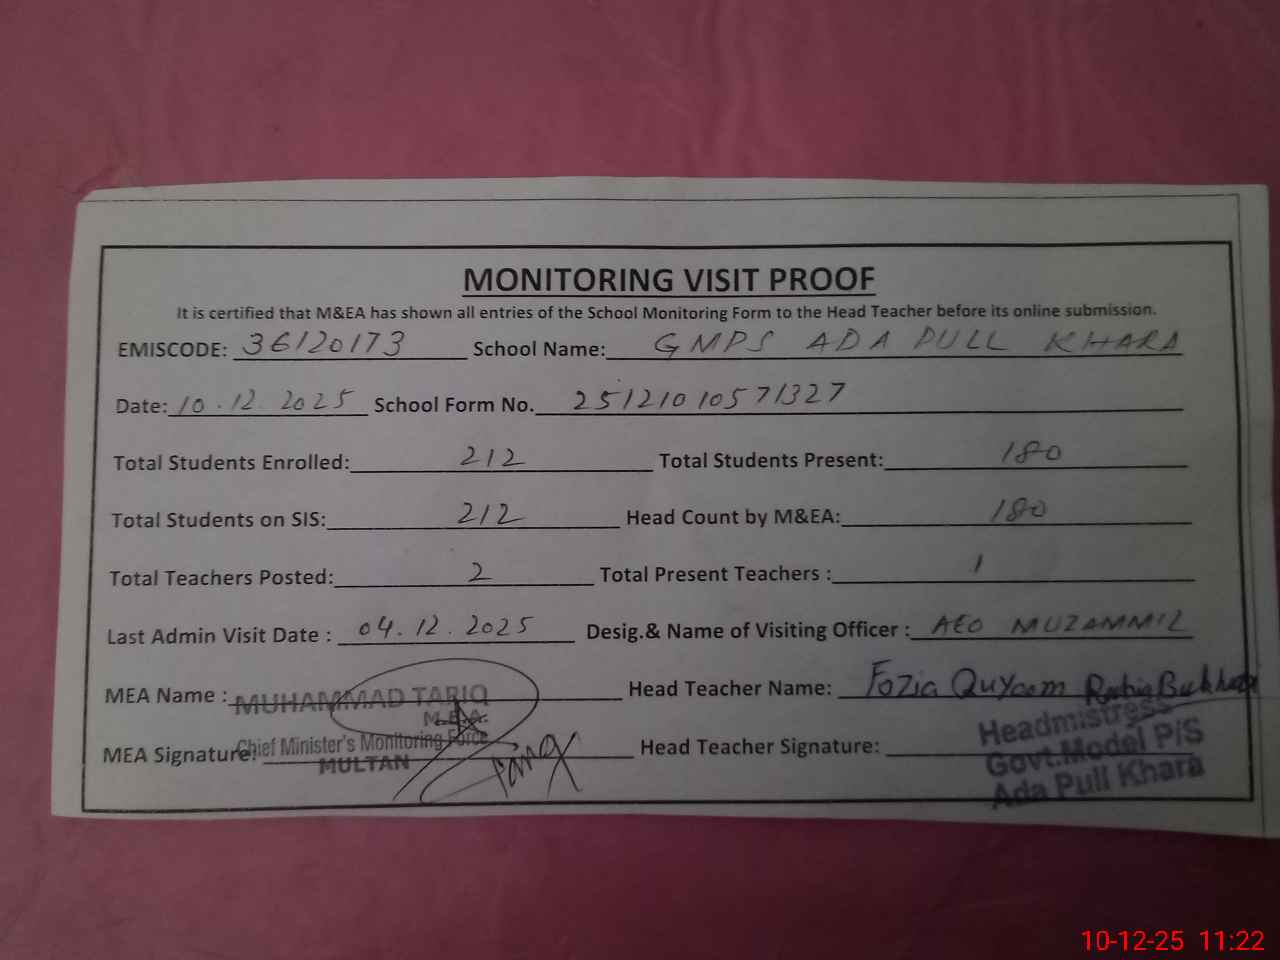 MONITORING VISIT PROOF
It is certified that M&EA has shown all entries of the School Monitoring Form to the Head Teacher before its online submission.
EMISCODE: 36120173 School Name: GMPS ADA PULL KHARA
Date: 10.12.2025 School Form No. 25121010571327
Total Students Enrolled: 212 Total Students Present: 180
Total Students on SIS: 212 Head Count by M&EA: 180
Total Teachers Posted: 2 Total Present Teachers : 1
Last Admin Visit Date : 04.12.2025 Desig.& Name of Visiting Officer : AEO MUZAMMIL
MEA Name : MUHAMMAD TARIQ Head Teacher Name: Fozia Quyoom
M.E.A.
MEA Signature: Chief Minister's Monitoring Force Head Teacher Signature:
MULTAN
Headmistress
Govt.Model P/S
Ada Pull Khara
10-12-25 11:22